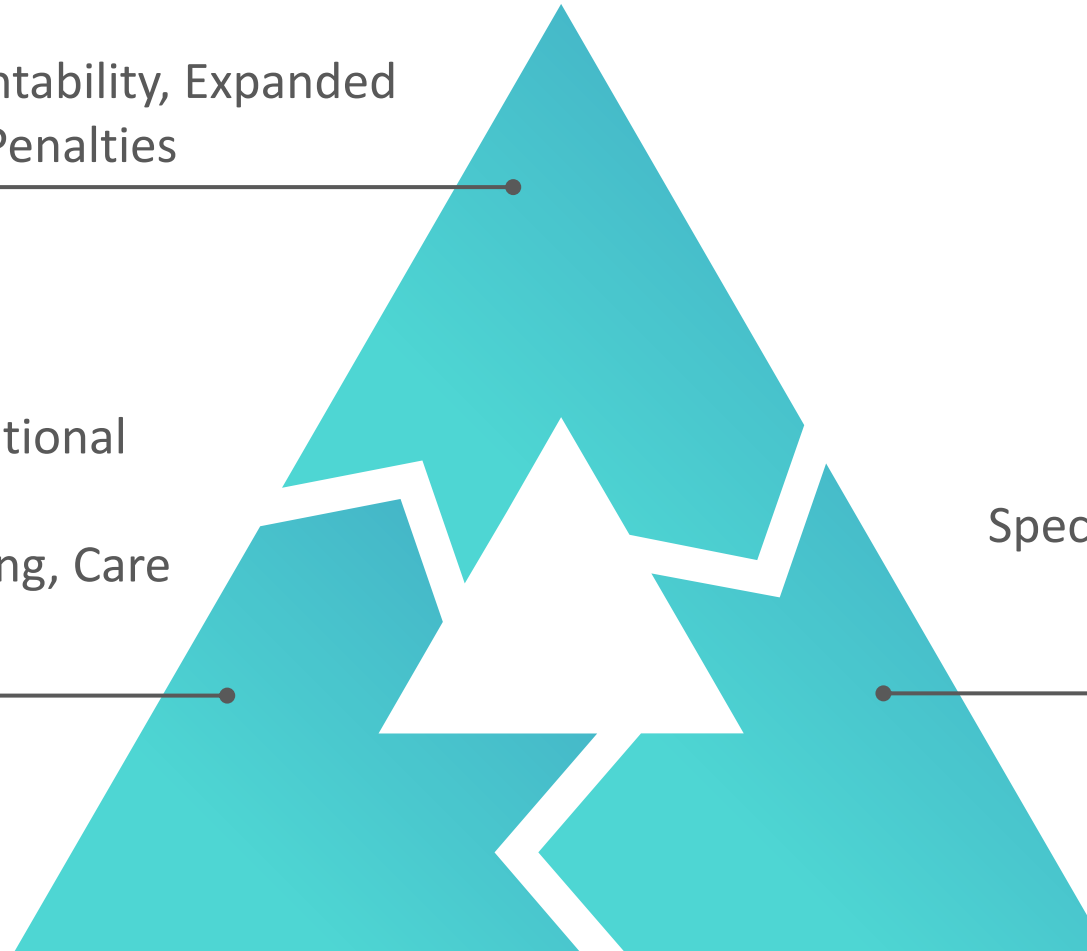 ntability, Expanded
Penalties
tional
ng, Care
Spec